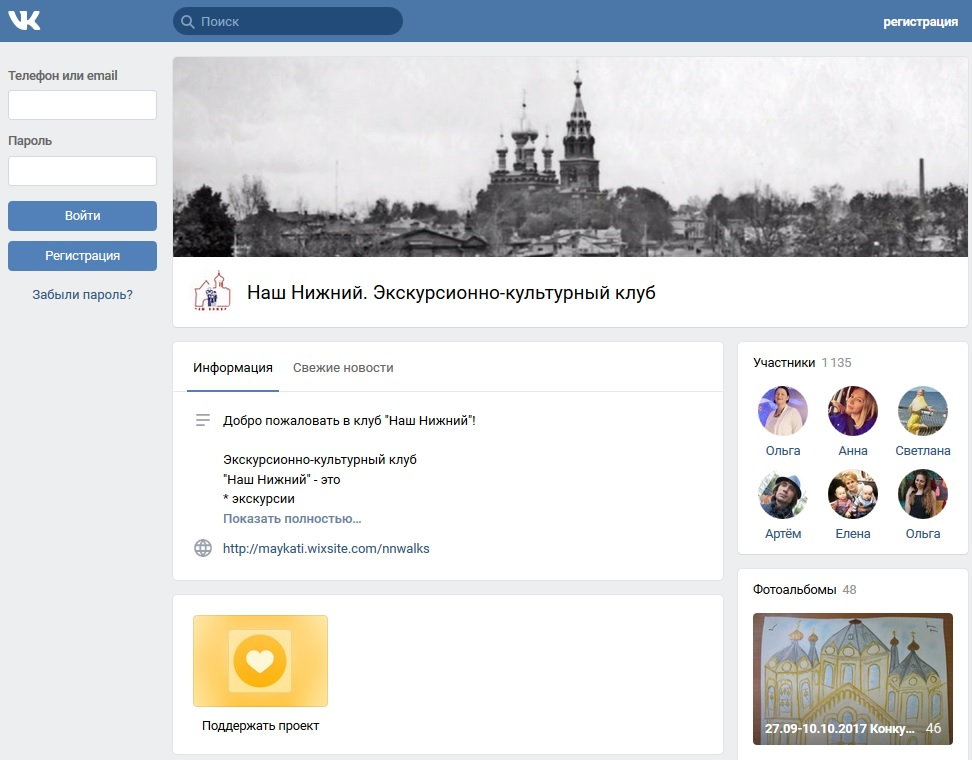 Поиск
регистрация
Телефон или email
Пароль
Войти
Регистрация
Забыли пароль?
Наш Нижний. Экскурсионно-культурный клуб
Информация
Свежие новости
Добро пожаловать в клуб "Наш Нижний"!
Экскурсионно-культурный клуб
"Наш Нижний" - это
* экскурсии
Показать полностью…
http://maykati.wixsite.com/nnwalks
Поддержать проект
Участники 1 135
Ольга
Анна
Светлана
Артём
Елена
Ольга
Фотоальбомы 48
27.09-10.10.2017 Конку... 46